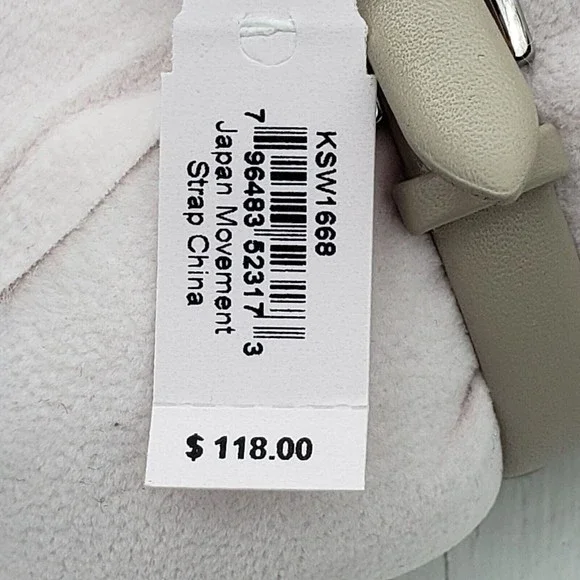 KSW1668
7 96483 52317 3
Japan Movement
Strap China
$ 118.00